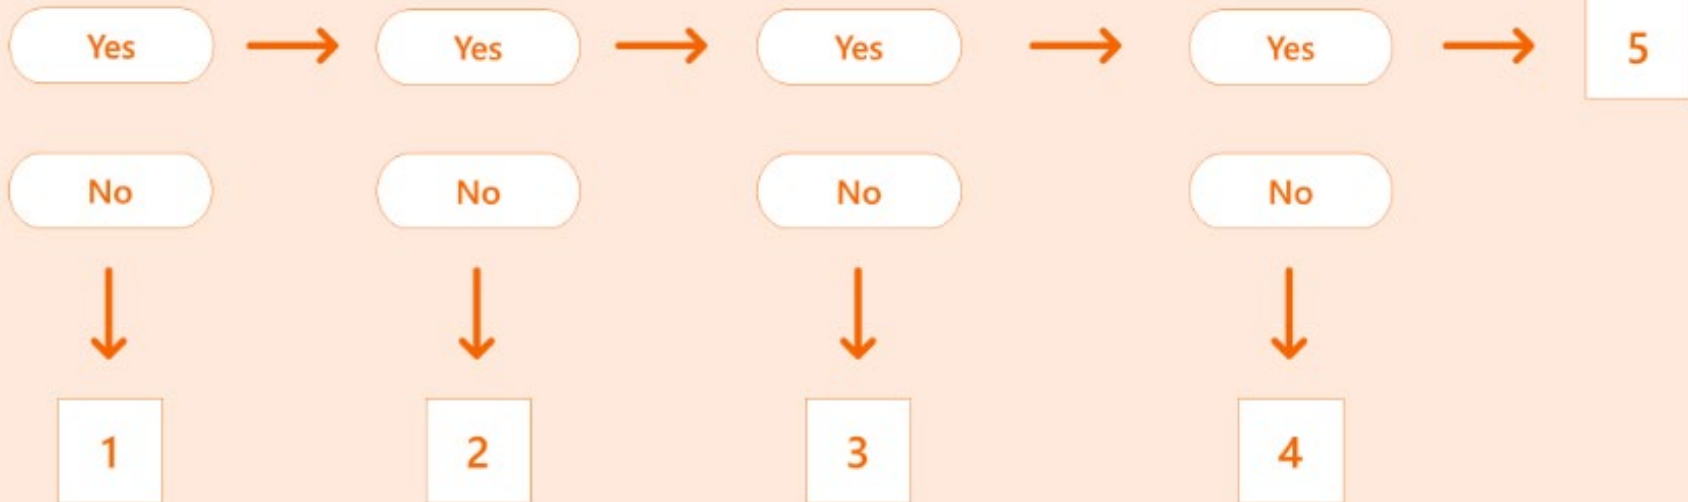 Yes Yes Yes Yes 5
No No No No
1 2 3 4